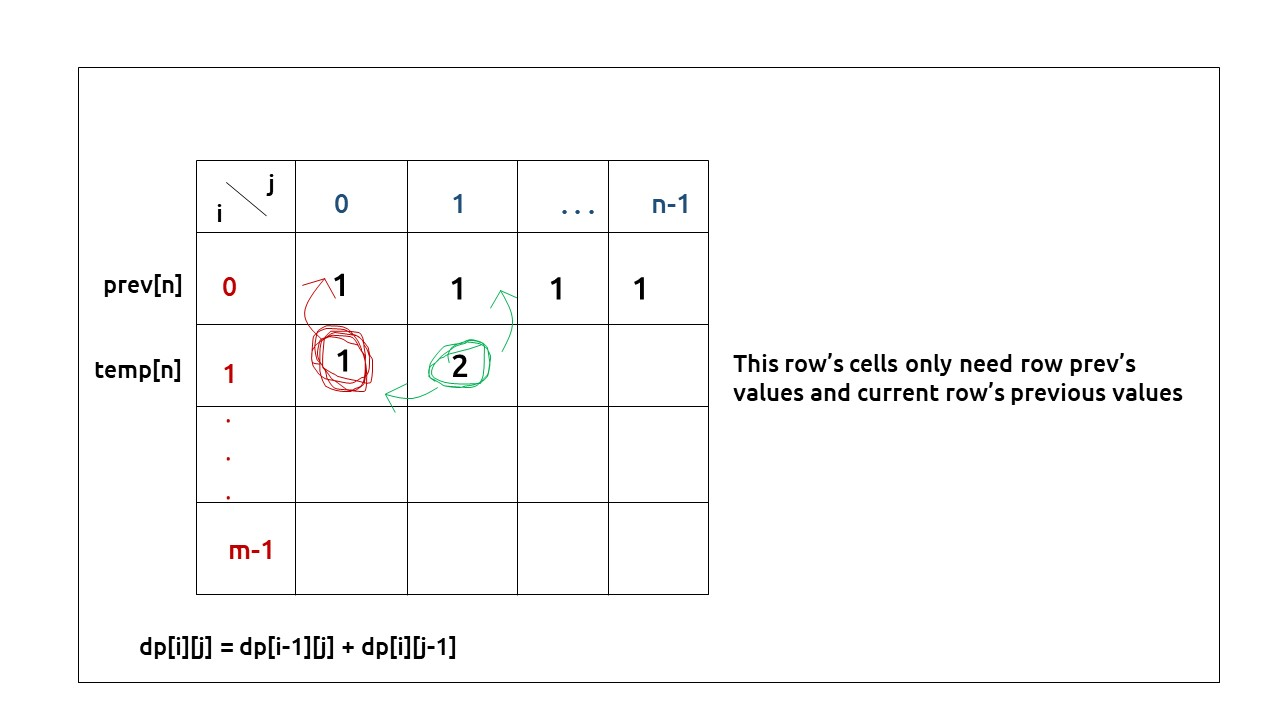 j
i
0 1 ... n-1
prev[n] 0 1 1 1 1
temp[n] 1 1 2
.
.
.
m-1
This row’s cells only need row prev’s
values and current row’s previous values
dp[i][j] = dp[i-1][j] + dp[i][j-1]